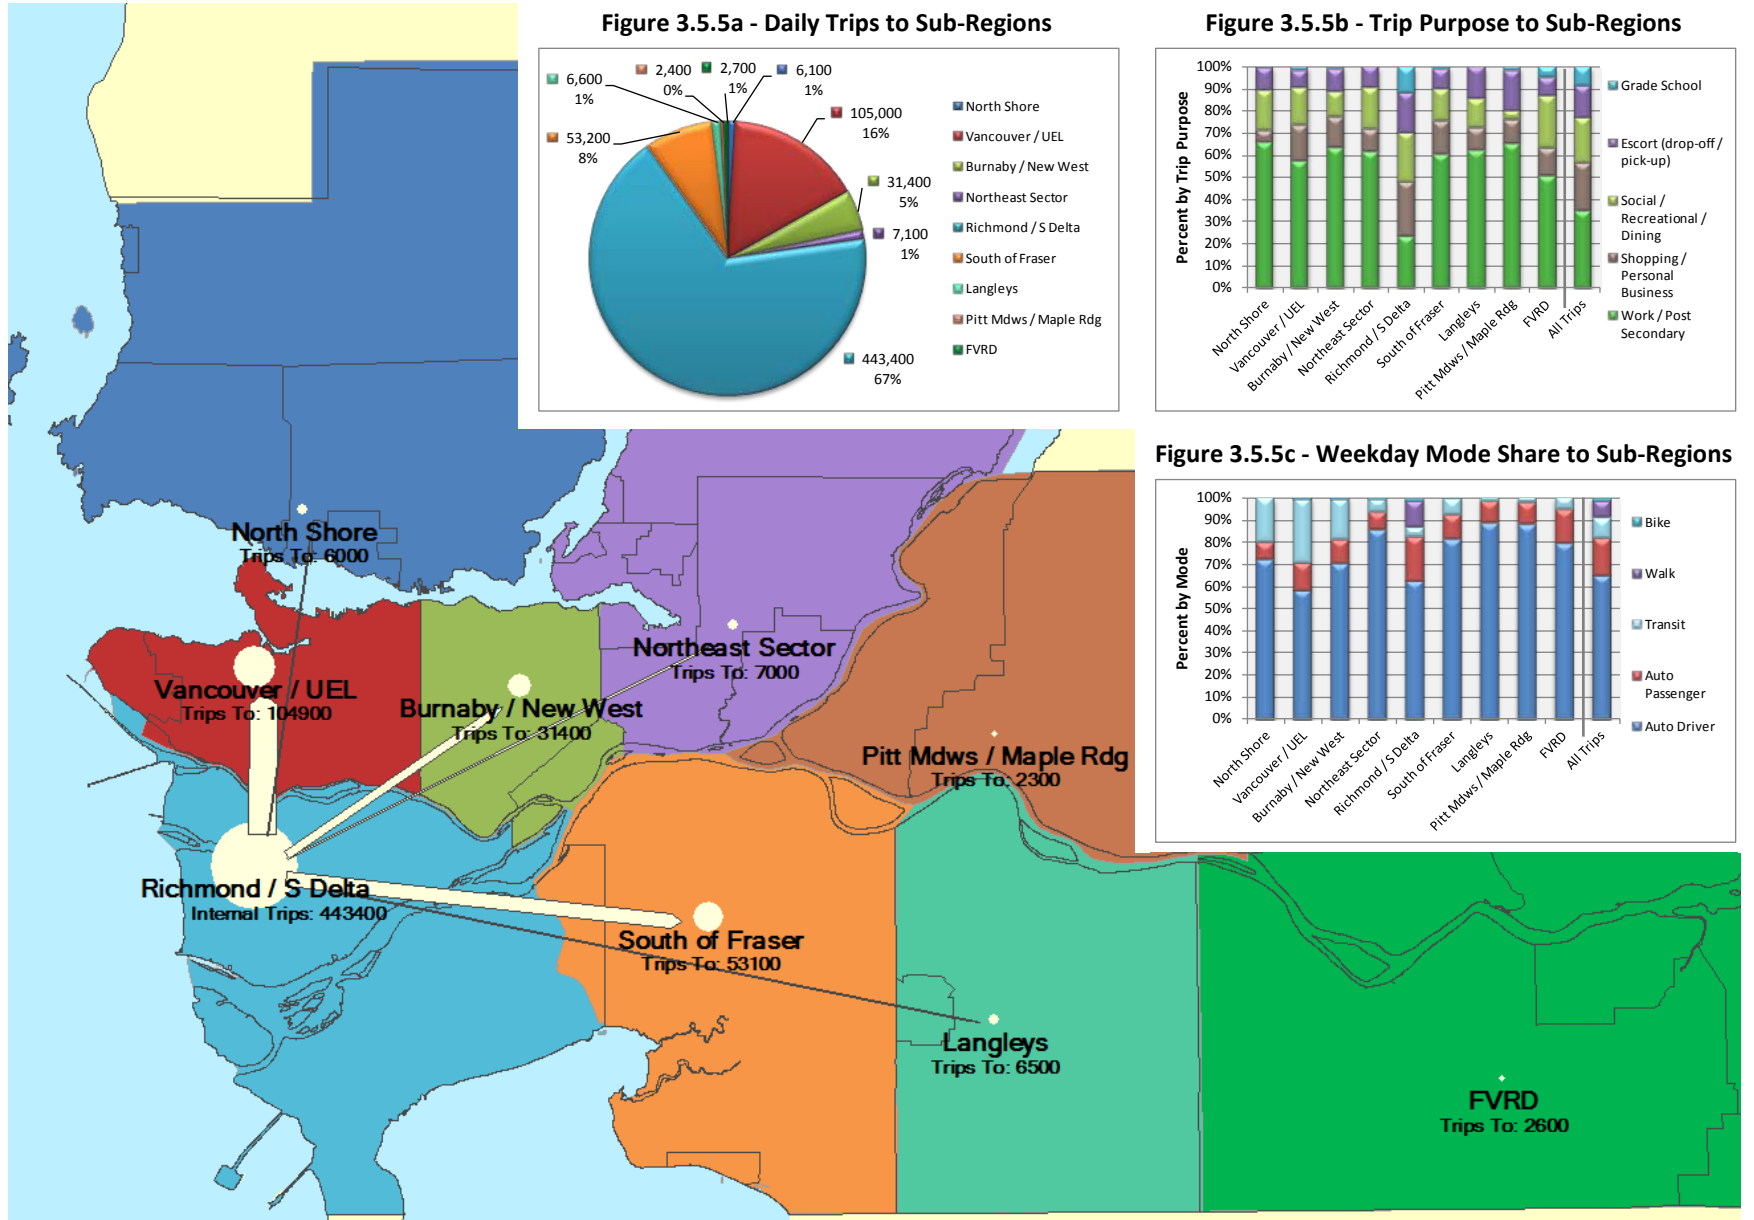 Figure 3.5.5a - Daily Trips to Sub-Regions
6,600
1%
2,400
0%
2,700
1%
6,100
1%
105,000
16%
53,200
8%
31,400
5%
7,100
1%
443,400
67%
North Shore
Vancouver / UEL
Burnaby / New West
Northeast Sector
Richmond / S Delta
South of Fraser
Langleys
Pitt Mdws / Maple Rdg
FVRD
Figure 3.5.5b - Trip Purpose to Sub-Regions
Percent by Trip Purpose
100%
90%
80%
70%
60%
50%
40%
30%
20%
10%
0%
North Shore
Vancouver / UEL
Burnaby / New West
Northeast Sector
Richmond / S Delta
South of Fraser
Langleys
Pitt Mdws / Maple Rdg
FVRD
All Trips
Grade School
Escort (drop-off /
pick-up)
Social /
Recreational /
Dining
Shopping /
Personal
Business
Work / Post
Secondary
Figure 3.5.5c - Weekday Mode Share to Sub-Regions
Percent by Mode
100%
90%
80%
70%
60%
50%
40%
30%
20%
10%
0%
North Shore
Vancouver / UEL
Burnaby / New West
Northeast Sector
Richmond / S Delta
South of Fraser
Langleys
Pitt Mdws / Maple Rdg
FVRD
All Trips
Bike
Walk
Transit
Auto
Passenger
Auto Driver
North Shore
Trips To: 6000
Vancouver / UEL
Trips To: 104900
Burnaby / New West
Trips To: 31400
Northeast Sector
Trips To: 7000
Pitt Mdws / Maple Rdg
Trips To: 2300
Richmond / S Delta
Internal Trips: 443400
South of Fraser
Trips To: 53100
Langleys
Trips To: 6500
FVRD
Trips To: 2600